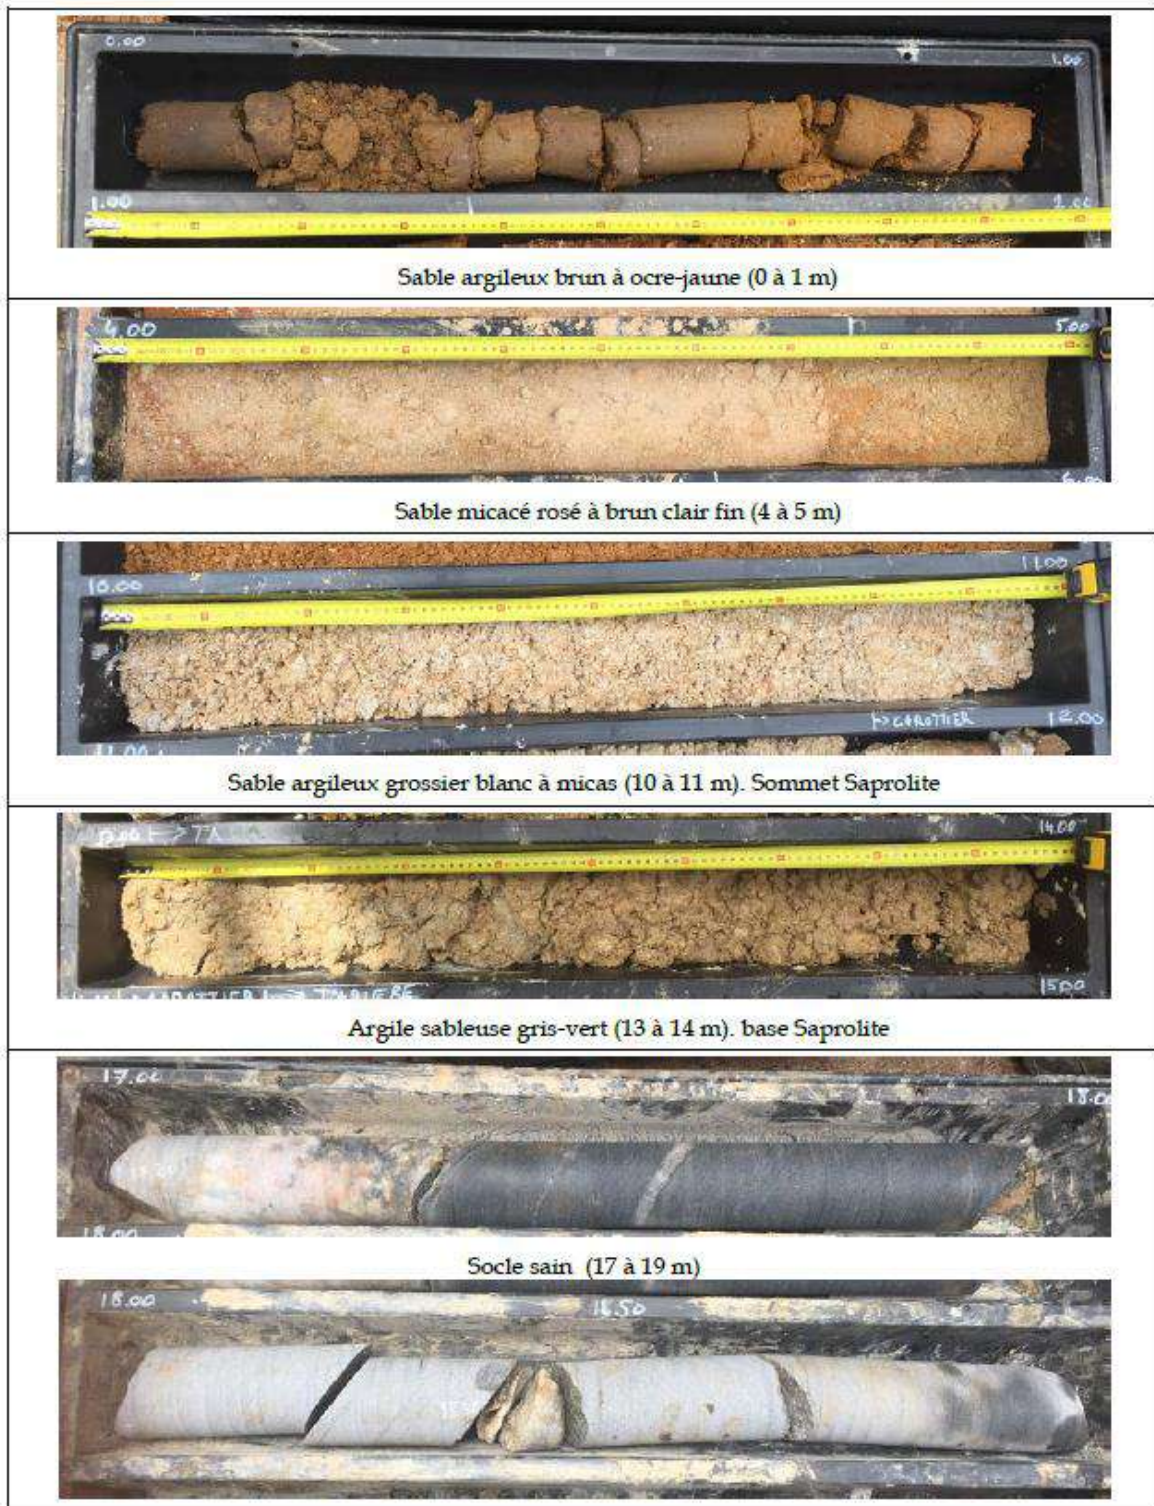 0.00
1.00
1.00
2.00
Sable argileux brun à ocre-jaune (0 à 1 m)
4.00
5.00
Sable micacé rosé à brun clair fin (4 à 5 m)
10.00
11.00
CAROTTIER
12.00
11.00
Sable argileux grossier blanc à micas (10 à 11 m). Sommet Saprolite
14.00
15.00
Argile sableuse gris-vert (13 à 14 m). base Saprolite
17.00
18.00
18.00
Socle sain (17 à 19 m)
18.00
18.50